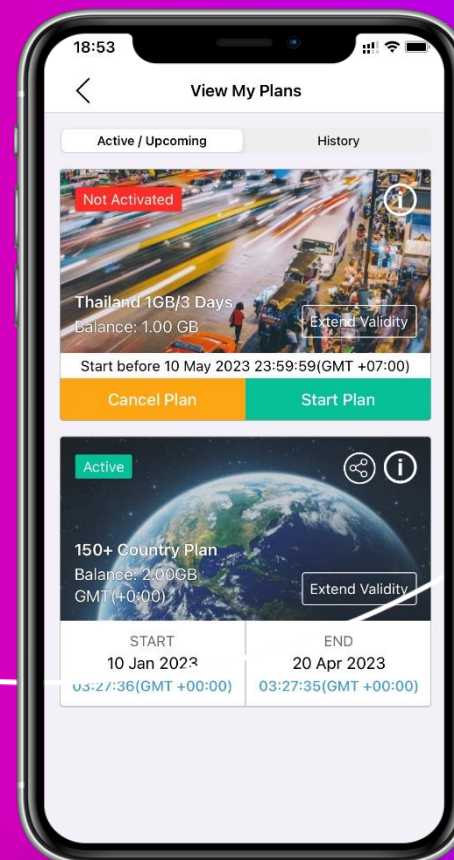 18:53
View My Plans
Active / Upcoming
History
Not Activated
Thailand 1GB/3 Days
Balance: 1.00 GB
Extend Validity
Start before 10 May 2023 23:59:59(GMT +07:00)
Cancel Plan
Start Plan
Active
150+ Country Plan
Balance: 2.00GB
GMT(+0:00)
Extend Validity
START
END
10 Jan 2023
20 Apr 2023
03:27:36(GMT +00:00)
03:27:35(GMT +00:00)